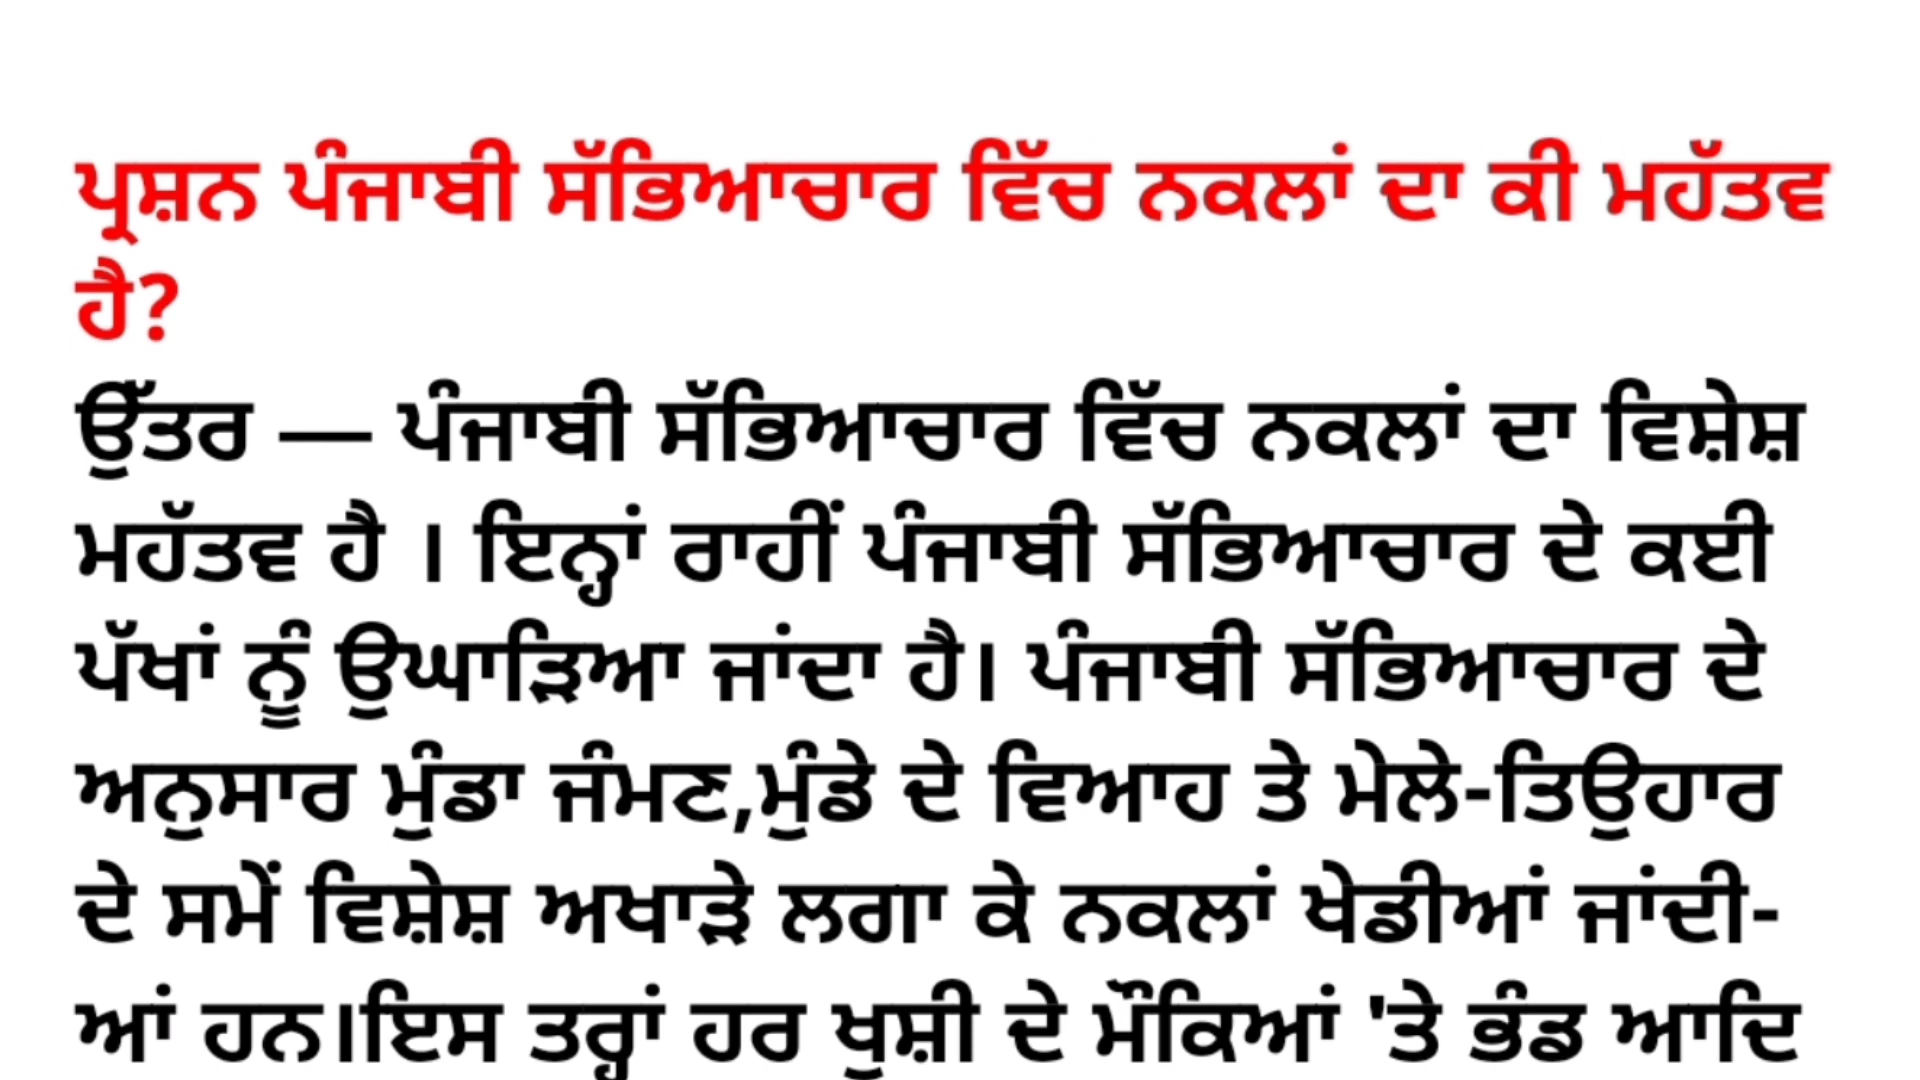 ਪ੍ਰਸ਼ਨ ਪੰਜਾਬੀ ਸੱਭਿਆਚਾਰ ਵਿੱਚ ਨਕਲਾਂ ਦਾ ਕੀ ਮਹੱਤਵ
ਹੈ?
ਉੱਤਰ — ਪੰਜਾਬੀ ਸੱਭਿਆਚਾਰ ਵਿੱਚ ਨਕਲਾਂ ਦਾ ਵਿਸ਼ੇਸ਼
ਮਹੱਤਵ ਹੈ । ਇਨ੍ਹਾਂ ਰਾਹੀਂ ਪੰਜਾਬੀ ਸੱਭਿਆਚਾਰ ਦੇ ਕਈ
ਪੱਖਾਂ ਨੂੰ ਉਘਾੜਿਆ ਜਾਂਦਾ ਹੈ। ਪੰਜਾਬੀ ਸੱਭਿਆਚਾਰ ਦੇ
ਅਨੁਸਾਰ ਮੁੰਡਾ ਜੰਮਣ,ਮੁੰਡੇ ਦੇ ਵਿਆਹ ਤੇ ਮੇਲੇ-ਤਿਉਹਾਰ
ਦੇ ਸਮੇਂ ਵਿਸ਼ੇਸ਼ ਅਖਾੜੇ ਲਗਾ ਕੇ ਨਕਲਾਂ ਖੇਡੀਆਂ ਜਾਂਦੀ-
ਆਂ ਹਨ।ਇਸ ਤਰ੍ਹਾਂ ਹਰ ਖੁਸ਼ੀ ਦੇ ਮੌਕਿਆਂ 'ਤੇ ਭੰਡ ਆਦਿ